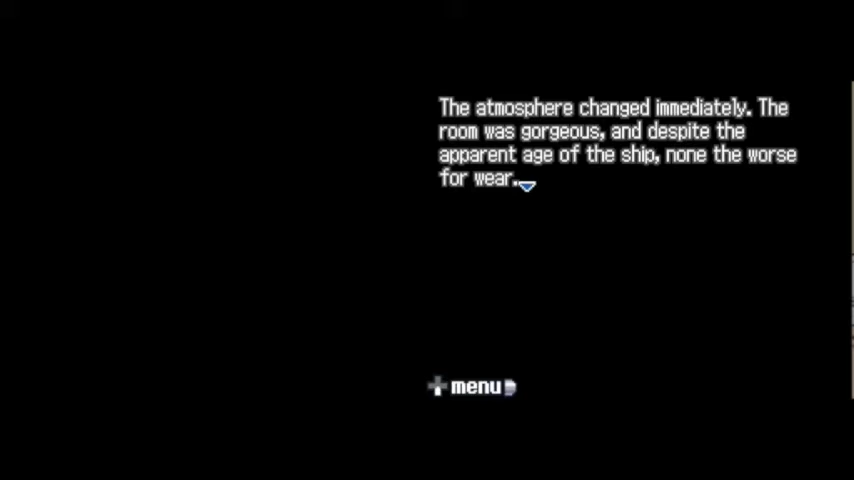 The atmosphere changed immediately. The
room was gorgeous, and despite the
apparent age of the ship, none the worse
for wear.
menu